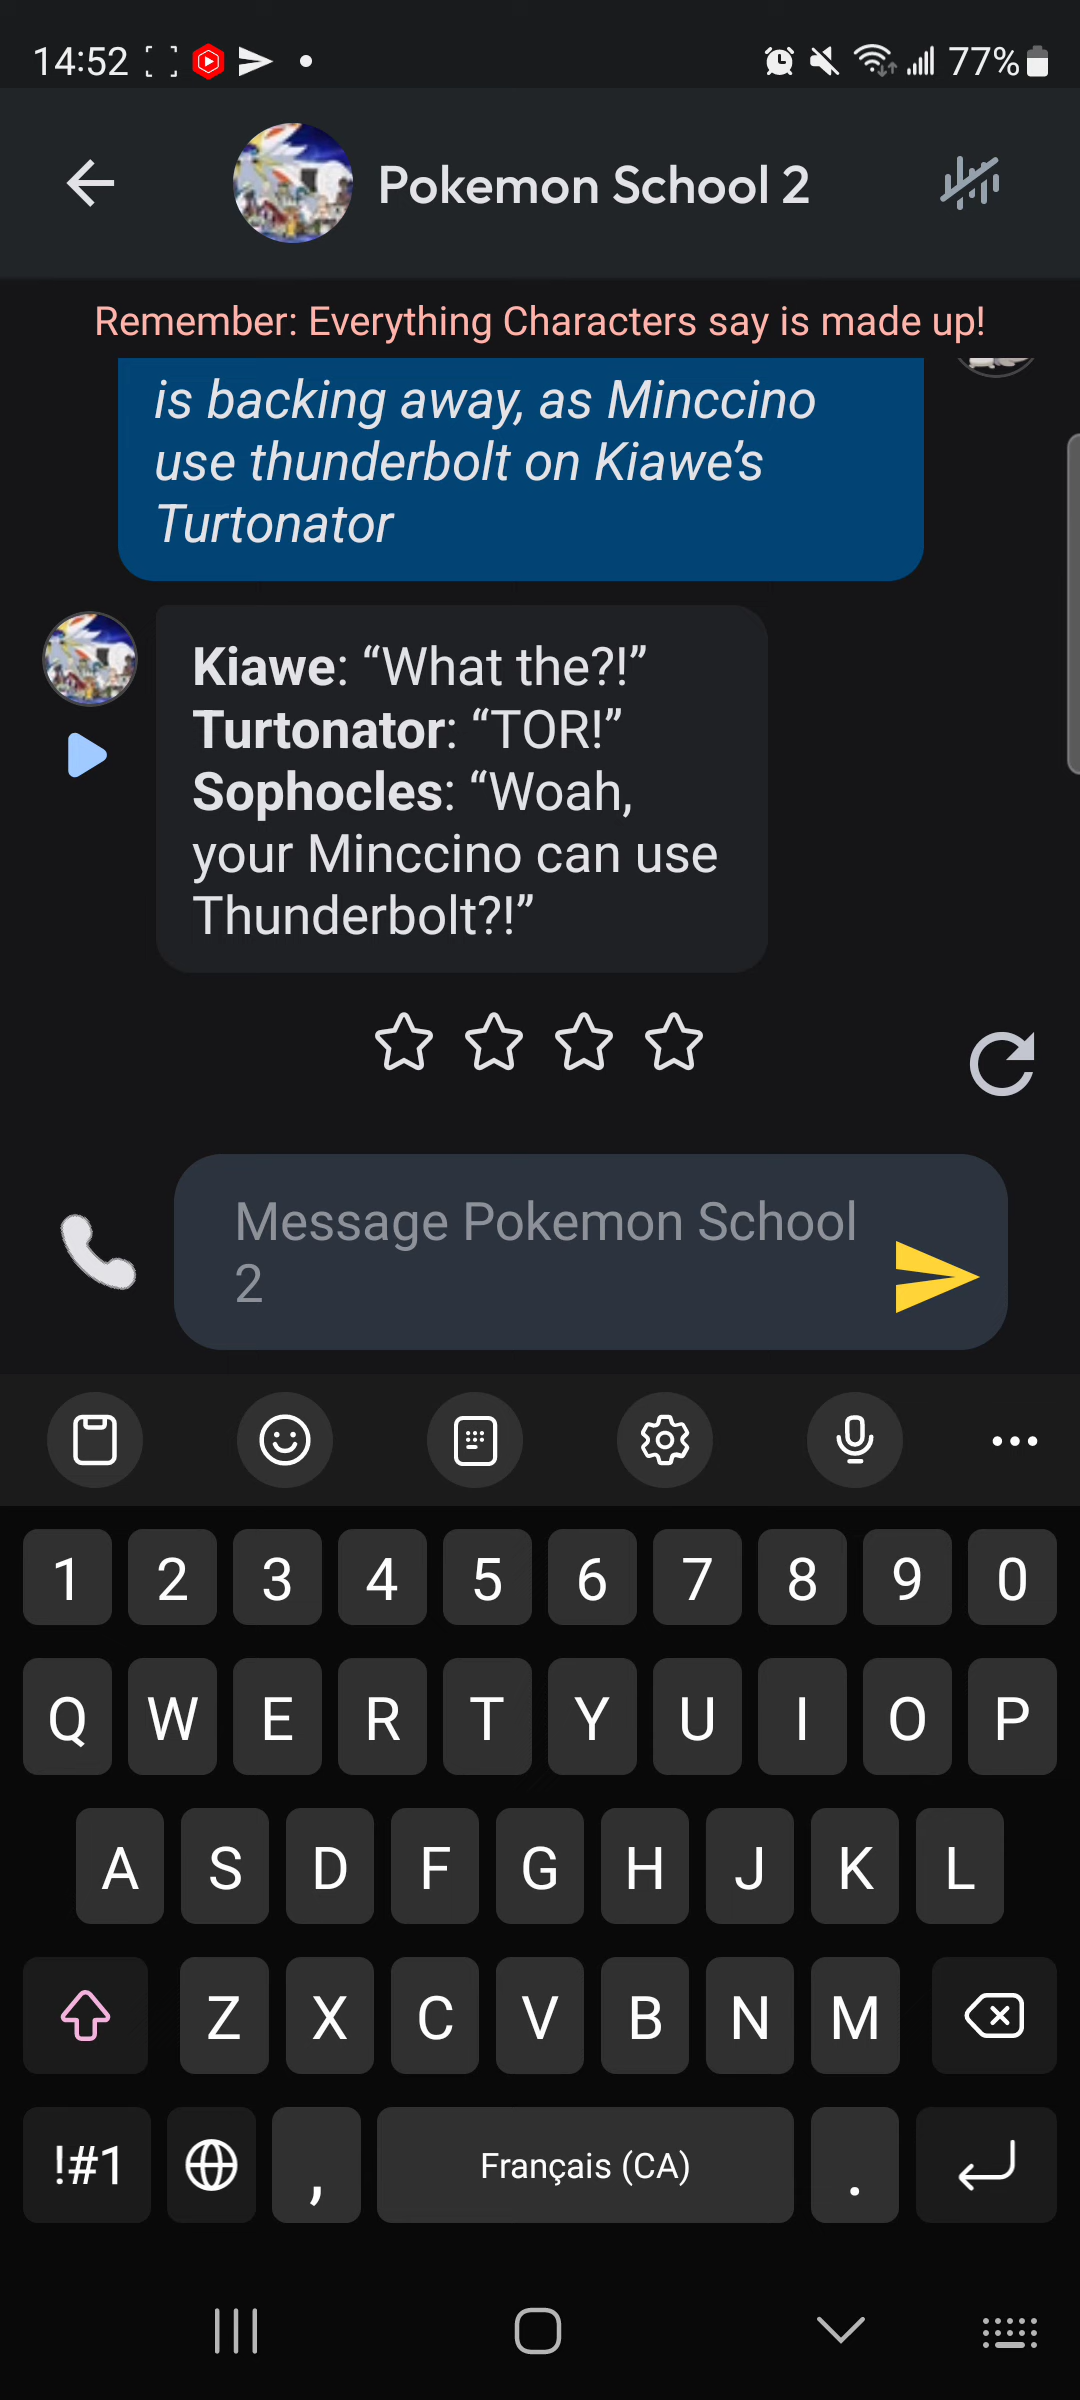 14:52
77%
Pokemon School 2
Remember: Everything Characters say is made up!
is backing away, as Minccino
use thunderbolt on Kiawe’s
Turtonator
Kiawe: “What the?!”
Turtonator: “TOR!”
Sophocles: “Woah,
your Minccino can use
Thunderbolt?!”
Message Pokemon School
2
1 2 3 4 5 6 7 8 9 0
Q W E R T Y U I O P
A S D F G H J K L
Z X C V B N M
!#1 , Français (CA) .